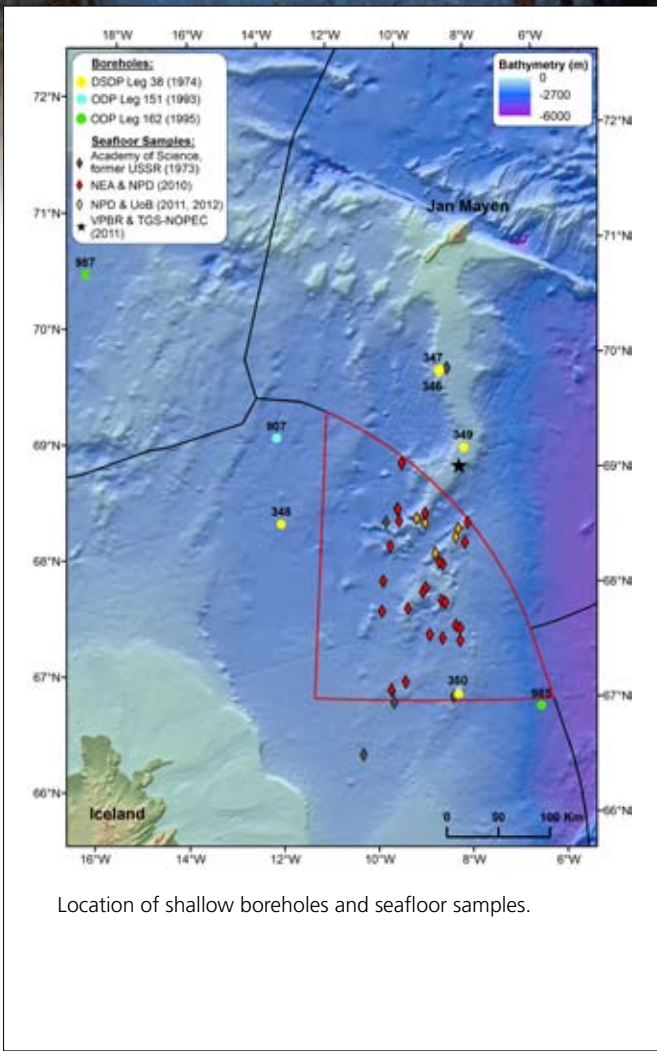 18°W 16°W 14°W 12°W 10°W 8°W 6°W
Boreholes:
DSDP Leg 38 (1974)
ODP Leg 151 (1993)
ODP Leg 162 (1995)
Seafloor Samples:
Academy of Science,
former USSR (1973)
NEA & NPD (2010)
NPD & UoB (2011, 2012)
VPBR & TGS-NOPEC
(2011)
Bathymetry (m)
0
-2700
-6000
72°N
72°N
71°N
Jan Mayen
71°N
987
70°N
70°N
347
346
69°N
907
349
69°N
348
68°N
68°N
67°N
350
985
67°N
66°N
66°N
Iceland
0 50 100 Km
16°W 14°W 12°W 10°W 8°W 6°W
Location of shallow boreholes and seafloor samples.